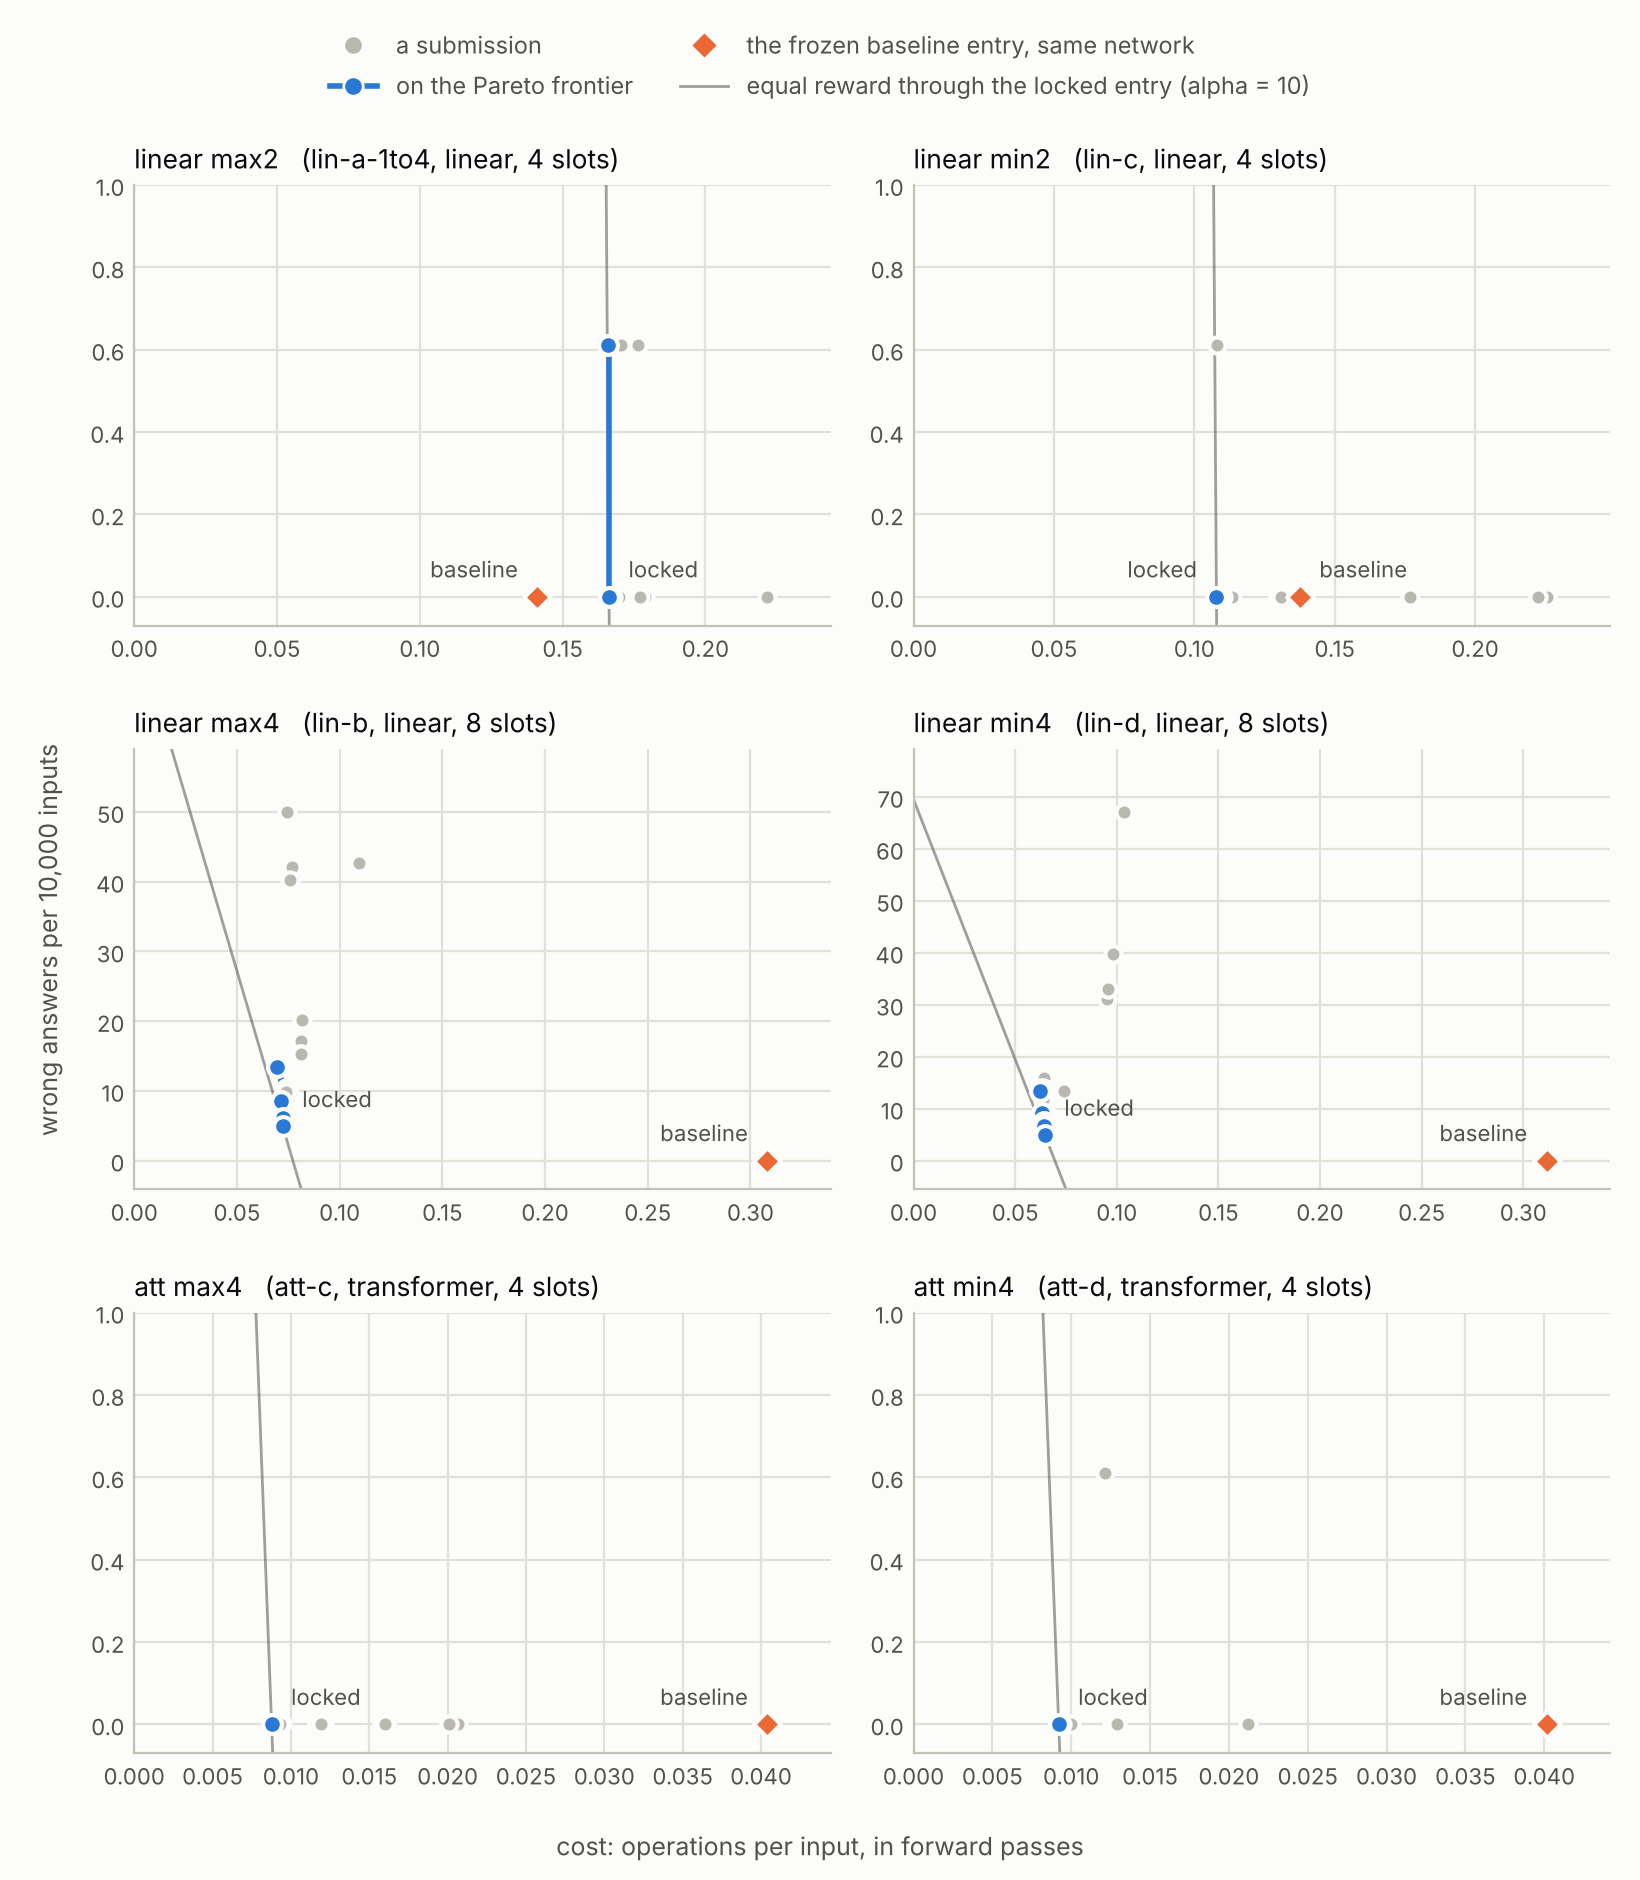 a submission
the frozen baseline entry, same network
on the Pareto frontier
equal reward through the locked entry (alpha = 10)
linear max2 (lin-a-1to4, linear, 4 slots)
1.0
0.8
0.6
0.4
0.2
0.0
baseline
locked
0.00 0.05 0.10 0.15 0.20
linear min2 (lin-c, linear, 4 slots)
1.0
0.8
0.6
0.4
0.2
0.0
locked
baseline
0.00 0.05 0.10 0.15 0.20
wrong answers per 10,000 inputs
linear max4 (lin-b, linear, 8 slots)
50
40
30
20
10
0
locked
baseline
0.00 0.05 0.10 0.15 0.20 0.25 0.30
linear min4 (lin-d, linear, 8 slots)
70
60
50
40
30
20
10
0
locked
baseline
0.00 0.05 0.10 0.15 0.20 0.25 0.30
att max4 (att-c, transformer, 4 slots)
1.0
0.8
0.6
0.4
0.2
0.0
locked
baseline
0.000 0.005 0.010 0.015 0.020 0.025 0.030 0.035 0.040
att min4 (att-d, transformer, 4 slots)
1.0
0.8
0.6
0.4
0.2
0.0
locked
baseline
0.000 0.005 0.010 0.015 0.020 0.025 0.030 0.035 0.040
cost: operations per input, in forward passes